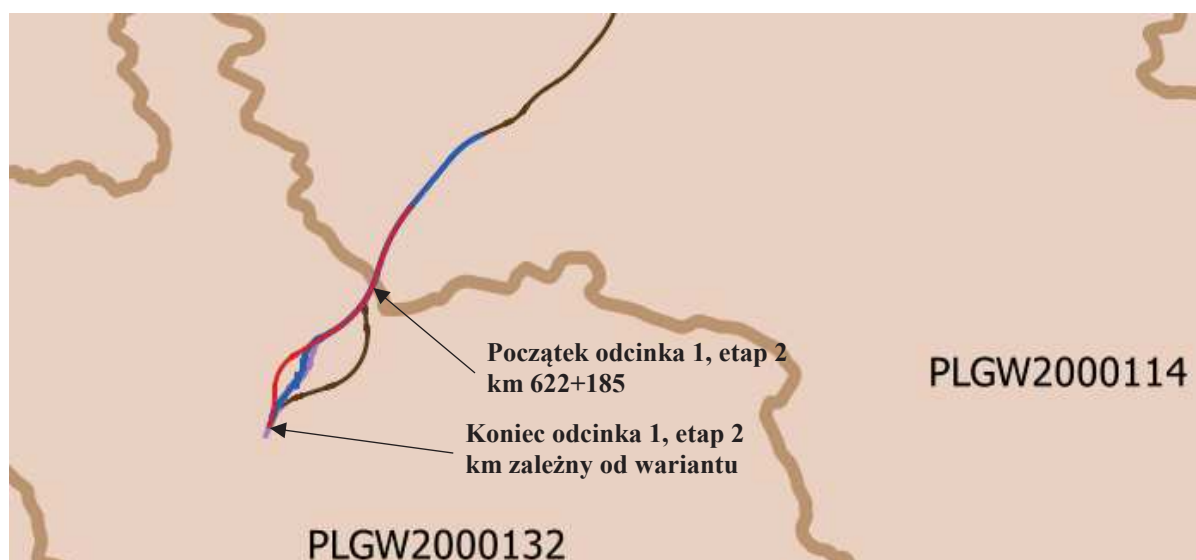 Początek odcinka 1, etap 2
km 622+185
PLGW2000114
Koniec odcinka 1, etap 2
km zależny od wariantu
PLGW2000132